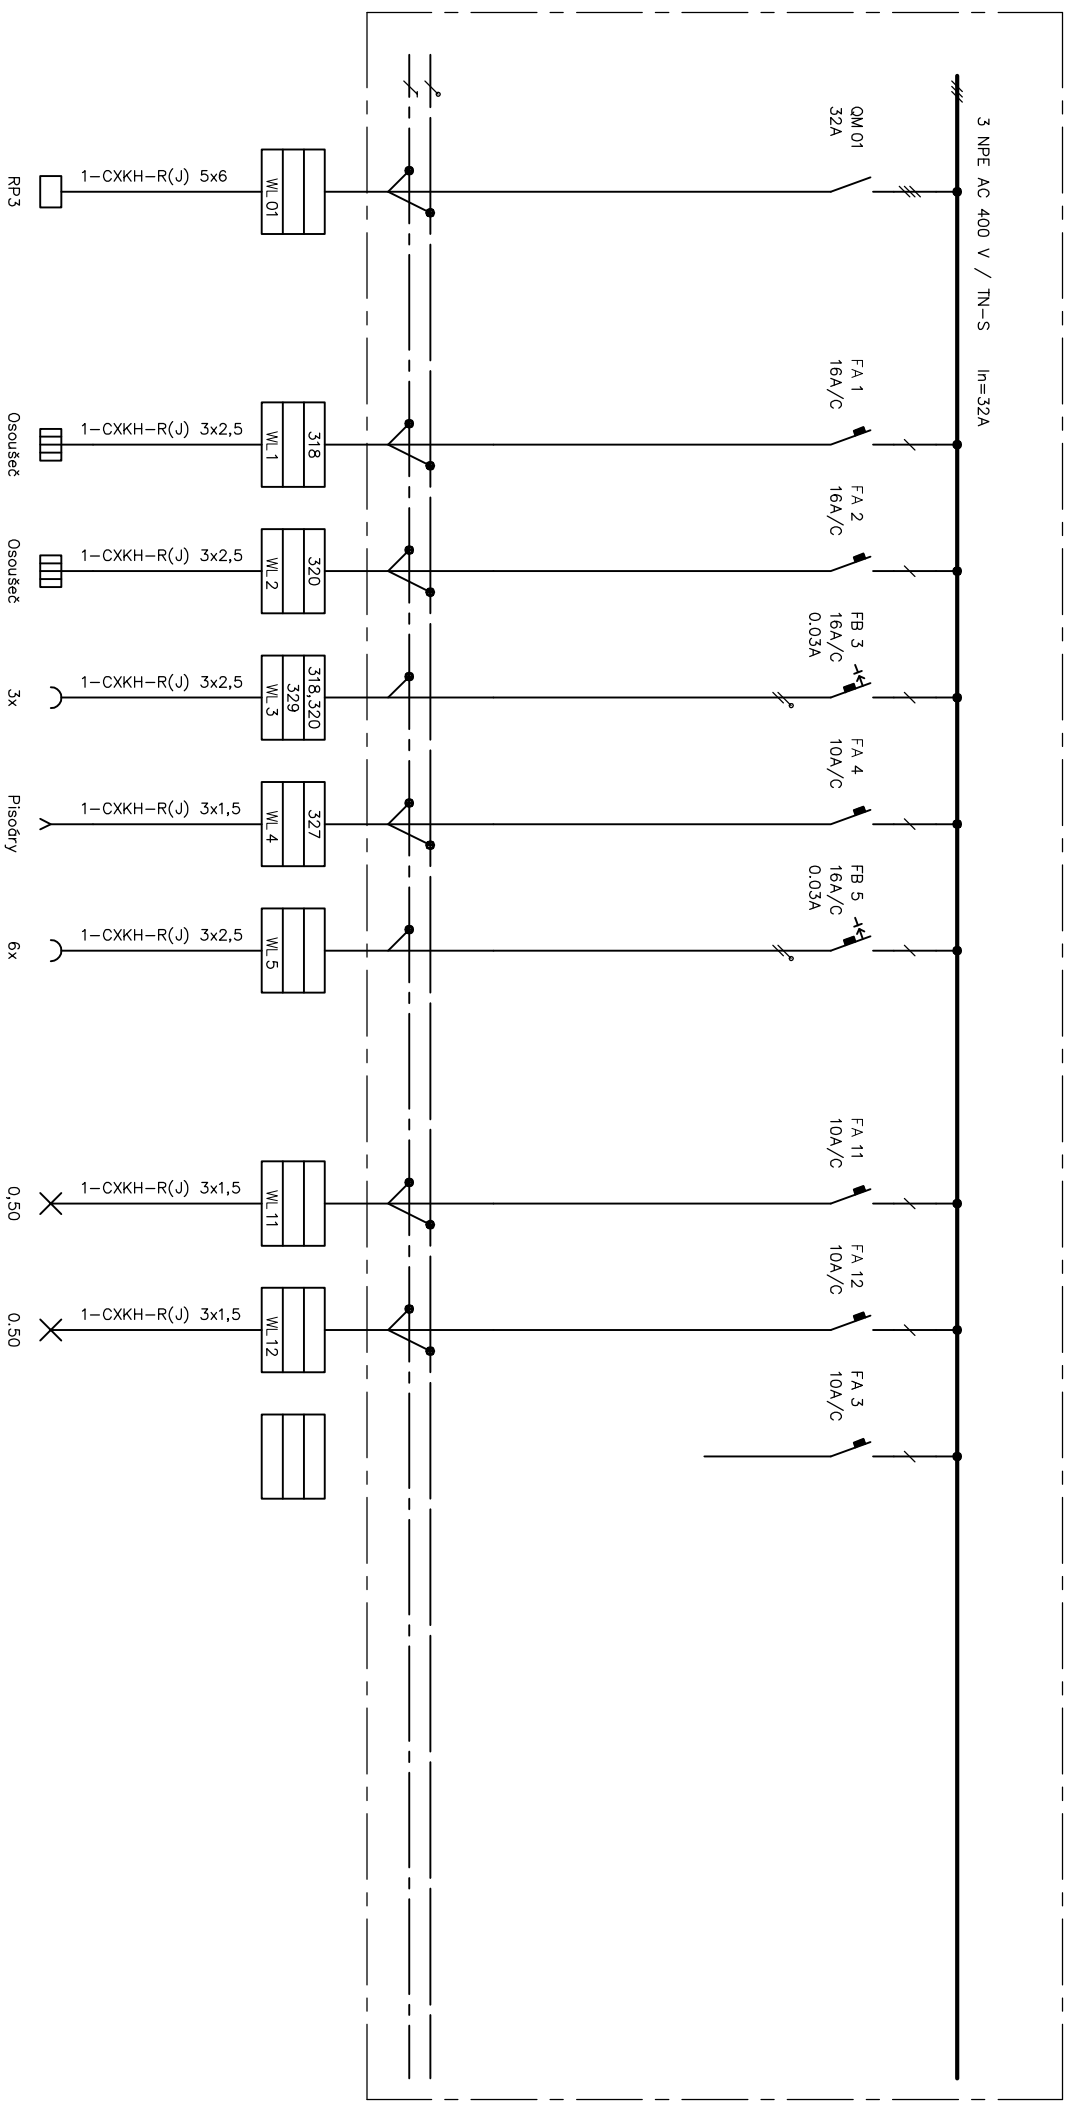 3 NPE AC 400 V / TN-S In=32A
QM 01
32A
FA 1
16A/C
FA 2
16A/C
FB 3
16A/C
0.03A
FA 4
10A/C
FB 5
16A/C
0.03A
FA 11
10A/C
FA 12
10A/C
FA 3
10A/C
WL 01
318
WL 1
320
WL 2
318,320
329
WL 3
327
WL 4
WL 5
WL 11
WL 12
1-CXKH-R(J) 5x6
1-CXKH-R(J) 3x2,5
1-CXKH-R(J) 3x2,5
1-CXKH-R(J) 3x2,5
1-CXKH-R(J) 3x1,5
1-CXKH-R(J) 3x2,5
1-CXKH-R(J) 3x1,5
1-CXKH-R(J) 3x1,5
RP3
Osoušeč
Osoušeč
3x
Pisoáry
6x
0,50
0.50